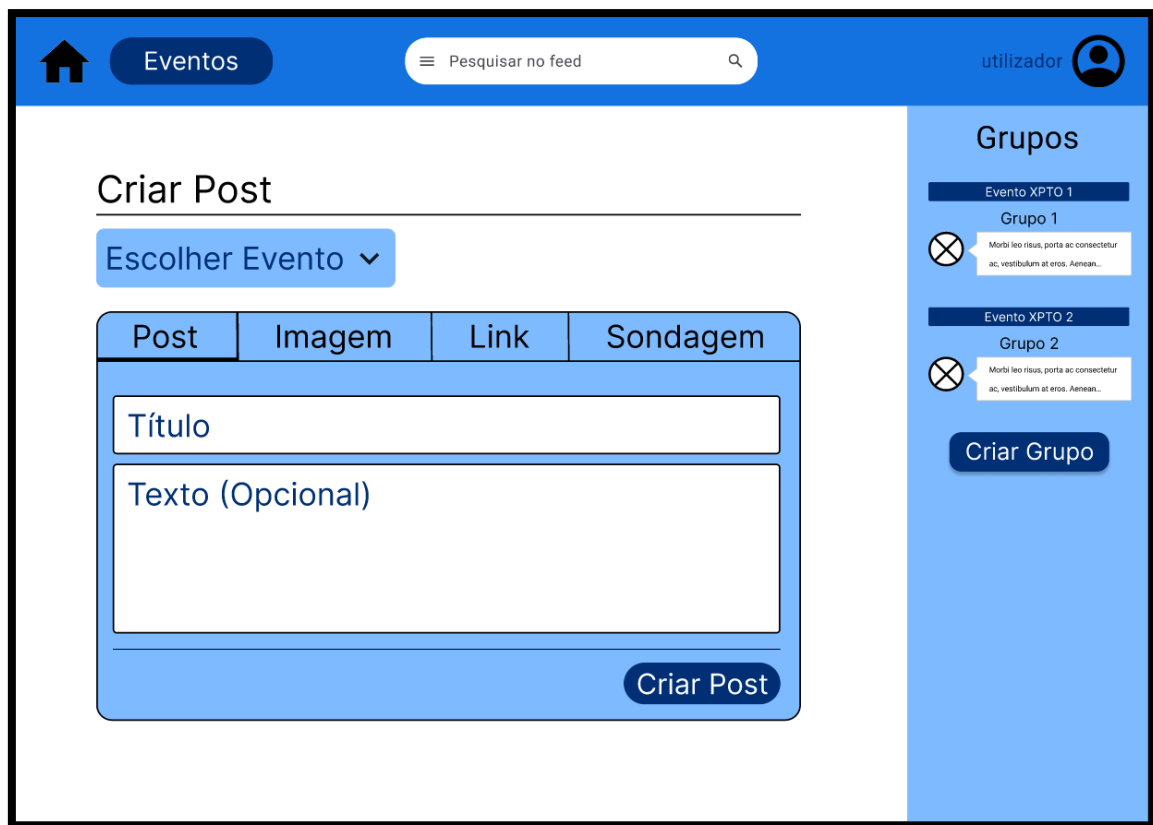 Eventos
Pesquisar no feed
utilizador
Criar Post
Escolher Evento
Post
Imagem
Link
Sondagem
Título
Texto (Opcional)
Criar Post
Grupos
Evento XPTO 1
Grupo 1
Morbi leo risus, porta ac consectetur
ac, vestibulum at eros. Aenean...
Evento XPTO 2
Grupo 2
Morbi leo risus, porta ac consectetur
ac, vestibulum at eros. Aenean...
Criar Grupo